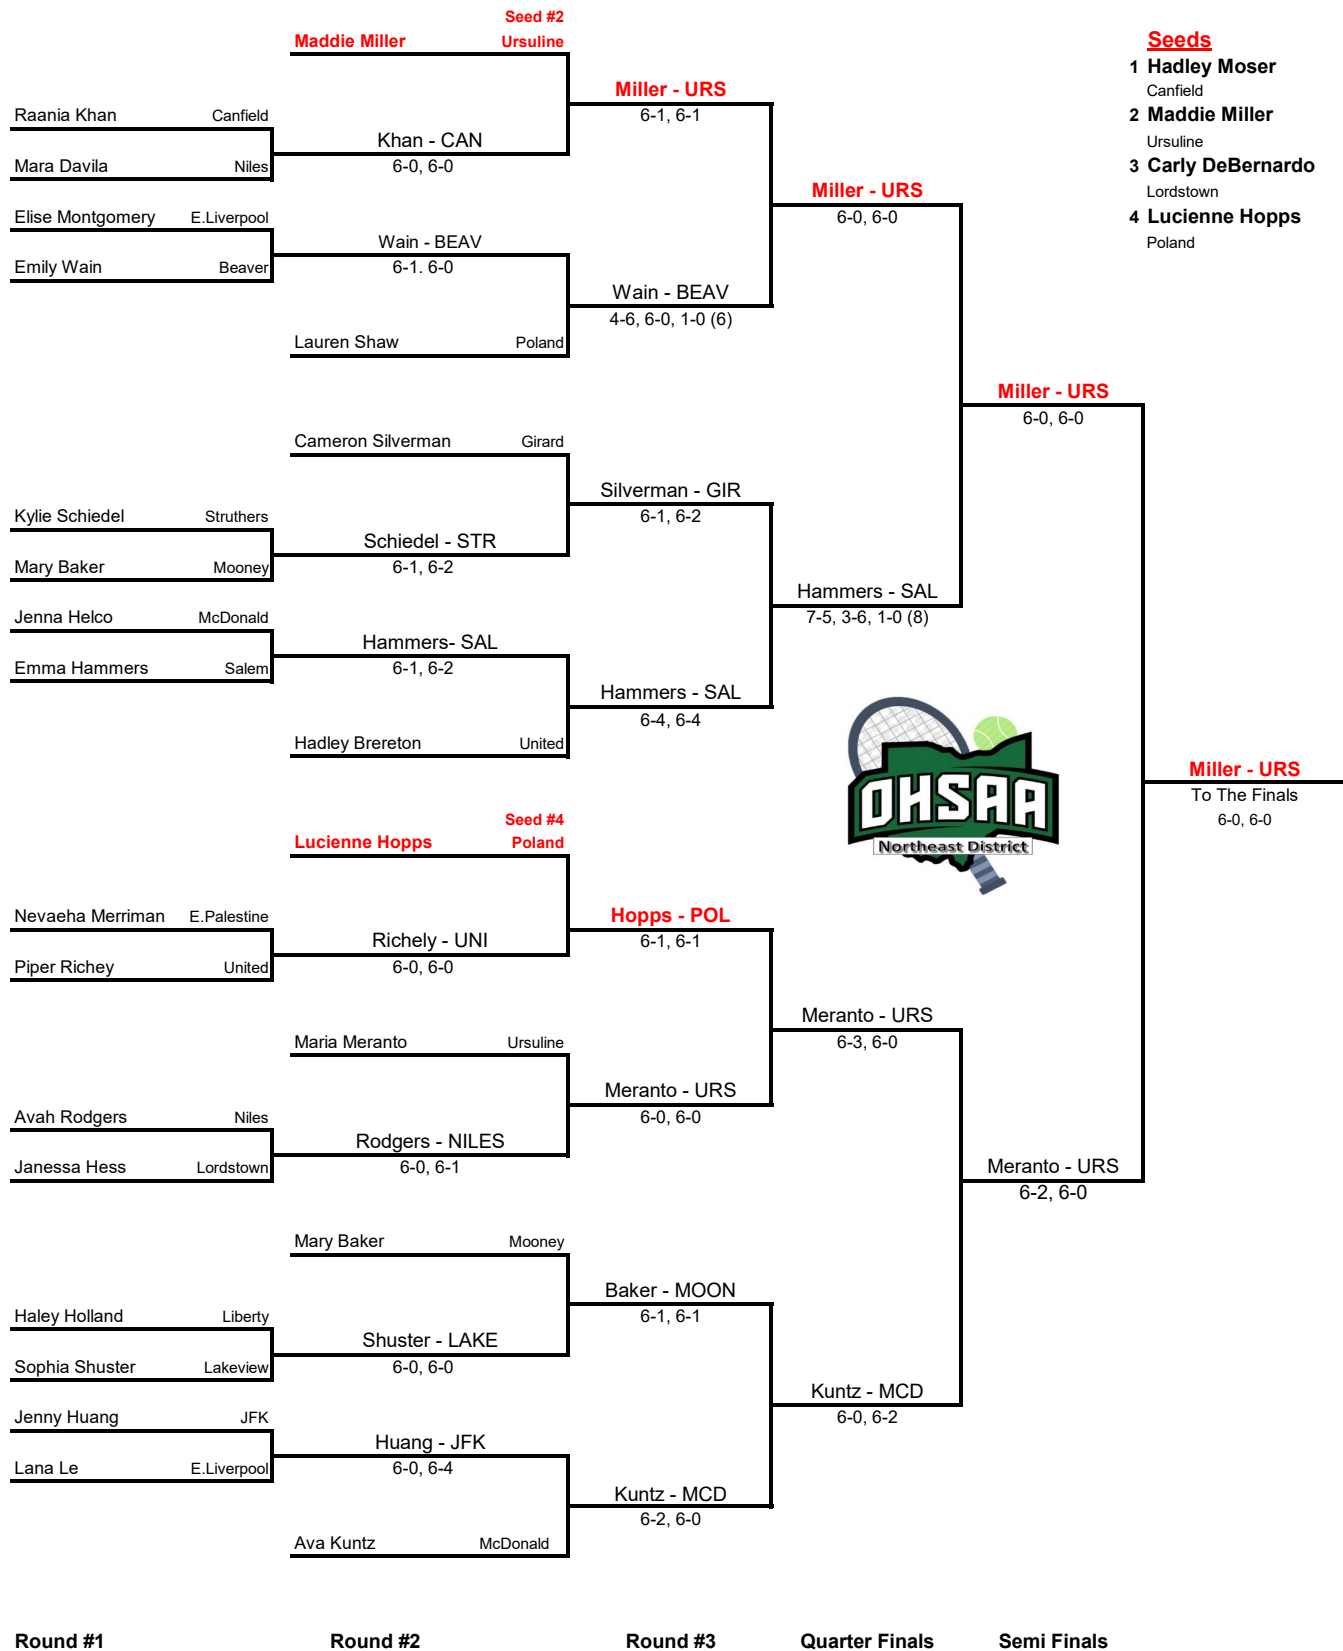 Seed #2
Maddie Miller Ursuline
Seeds
1 Hadley Moser
Canfield
2 Maddie Miller
Ursuline
3 Carly DeBernardo
Lordstown
4 Lucienne Hopps
Poland
Miller - URS
6-1, 6-1
Raania Khan Canfield
Khan - CAN
6-0, 6-0
Mara Davila Niles
Miller - URS
6-0, 6-0
Elise Montgomery E.Liverpool
Wain - BEAV
6-1. 6-0
Emily Wain Beaver
Wain - BEAV
4-6, 6-0, 1-0 (6)
Lauren Shaw Poland
Miller - URS
6-0, 6-0
Cameron Silverman Girard
Silverman - GIR
6-1, 6-2
Kylie Schiedel Struthers
Schiedel - STR
6-1, 6-2
Mary Baker Mooney
Hammers - SAL
7-5, 3-6, 1-0 (8)
Jenna Helco McDonald
Hammers- SAL
6-1, 6-2
Emma Hammers Salem
Hammers - SAL
6-4, 6-4
Hadley Brereton United
OHSAA
Northeast District
Miller - URS
To The Finals
6-0, 6-0
Seed #4
Lucienne Hopps Poland
Hopps - POL
6-1, 6-1
Nevaeha Merriman E.Palestine
Richely - UNI
6-0, 6-0
Piper Richey United
Meranto - URS
6-3, 6-0
Maria Meranto Ursuline
Meranto - URS
6-0, 6-0
Avah Rodgers Niles
Rodgers - NILES
6-0, 6-1
Janessa Hess Lordstown
Meranto - URS
6-2, 6-0
Mary Baker Mooney
Baker - MOON
6-1, 6-1
Haley Holland Liberty
Shuster - LAKE
6-0, 6-0
Sophia Shuster Lakeview
Kuntz - MCD
6-0, 6-2
Jenny Huang JFK
Huang - JFK
6-0, 6-4
Lana Le E.Liverpool
Kuntz - MCD
6-2, 6-0
Ava Kuntz McDonald
Round #1 Round #2 Round #3 Quarter Finals Semi Finals